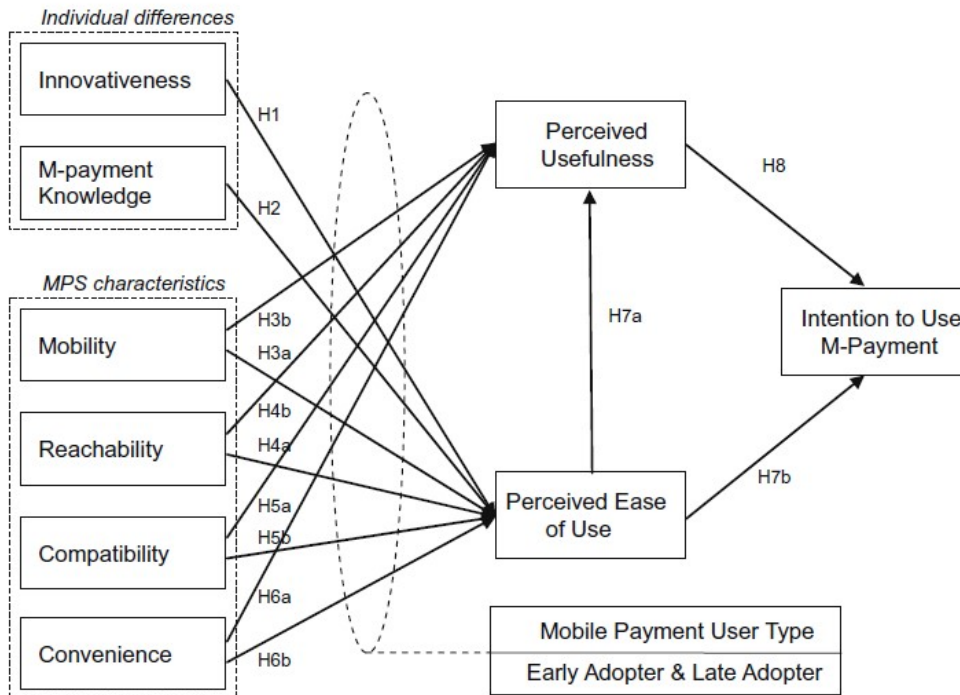 Individual differences
Innovativeness
M-payment
Knowledge
H1
H2
MPS characteristics
Mobility
Reachability
Compatibility
Convenience
H3b
H3a
H4b
H4a
H5a
H5b
H6a
H6b
Perceived
Usefulness
H7a
Perceived Ease
of Use
H8
H7b
Intention to Use
M-Payment
Mobile Payment User Type
Early Adopter & Late Adopter